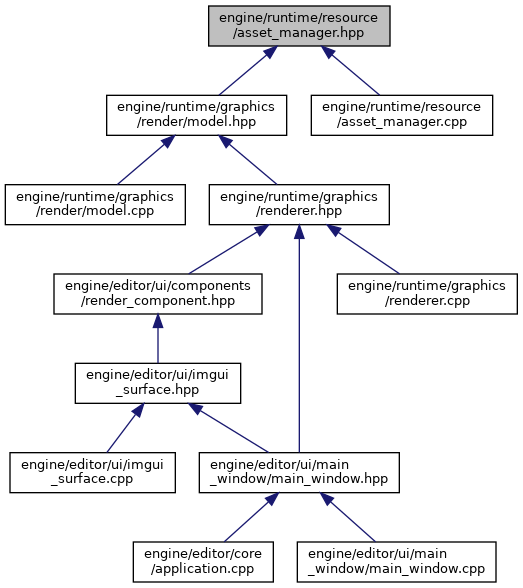 engine/runtime/resource
/asset_manager.hpp
engine/runtime/graphics
/render/model.hpp
engine/runtime/resource
/asset_manager.cpp
engine/runtime/graphics
/render/model.cpp
engine/runtime/graphics
/renderer.hpp
engine/editor/ui/components
/render_component.hpp
engine/runtime/graphics
/renderer.cpp
engine/editor/ui/imgui
_surface.hpp
engine/editor/ui/imgui
_surface.cpp
engine/editor/ui/main
_window/main_window.hpp
engine/editor/core
/application.cpp
engine/editor/ui/main
_window/main_window.cpp